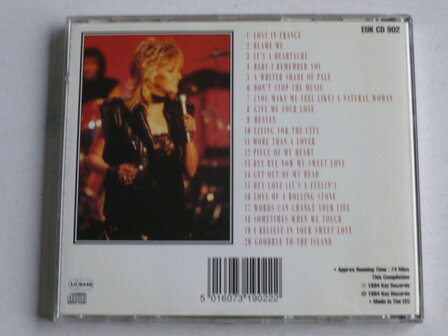 EUK CD 902
1 LOST IN FRANCE
2 BLAME ME
3 IT'S A HEARTACHE
4 BABY I REMEMBER YOU
5 A WHITER SHADE OF PALE
6 DON'T STOP THE MUSIC
7 (YOU MAKE ME FEEL LIKE) A NATURAL WOMAN
8 GIVE ME YOUR LOVE
9 HEAVEN
10 LIVING FOR THE CITY
11 MORE THAN A LOVER
12 PIECE OF MY HEART
13 BYE BYE NOW MY SWEET LOVE
14 GET OUT OF MY HEAD
15 HEY LOVE (IT'S A FEELIN')
16 LOVE OF A ROLLING STONE
17 WORDS CAN CHANGE YOUR LIFE
18 SOMETIMES WHEN WE TOUCH
19 I BELIEVE IN YOUR SWEET LOVE
20 GOODBYE TO THE ISLAND
• Approx Running Time : 74 Mins
This Compilation
℗ 1994 Kaz Records
© 1994 Kaz Records
• Made in the EEC
5 016073 190222